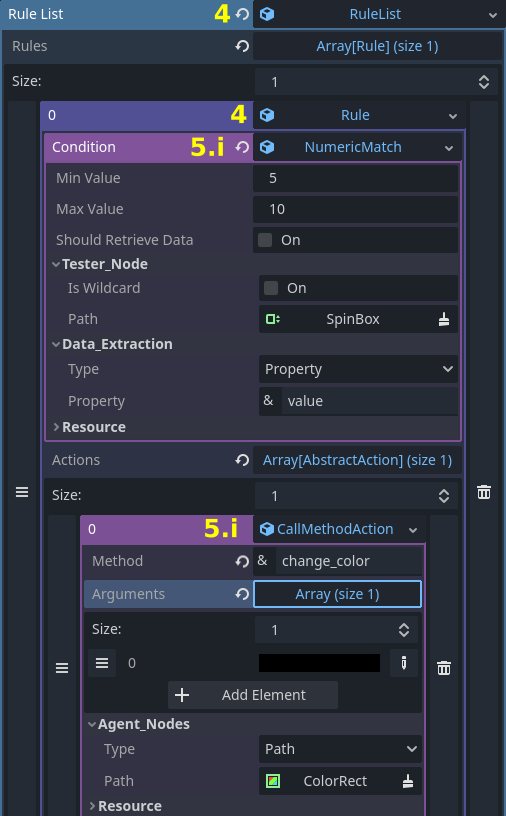 Rule List 4 RuleList
Rules Array[Rule] (size 1)
Size: 1
0 4 Rule
Condition 5.i NumericMatch
Min Value 5
Max Value 10
Should Retrieve Data On
Tester_Node
Is Wildcard On
Path SpinBox
Data_Extraction
Type Property
Property & value
Resource
Actions Array[AbstractAction] (size 1)
Size: 1
0 5.i CallMethodAction
Method & change_color
Arguments Array (size 1)
Size: 1
0
Add Element
Agent_Nodes
Type Path
Path ColorRect
Resource